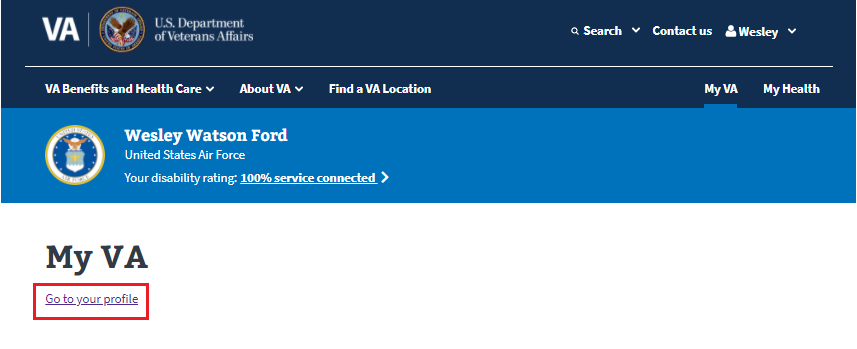 VA U.S. Department of Veterans Affairs
Search Contact us Wesley
VA Benefits and Health Care About VA Find a VA Location My VA My Health
Wesley Watson Ford
United States Air Force
Your disability rating: 100% service connected
My VA
Go to your profile